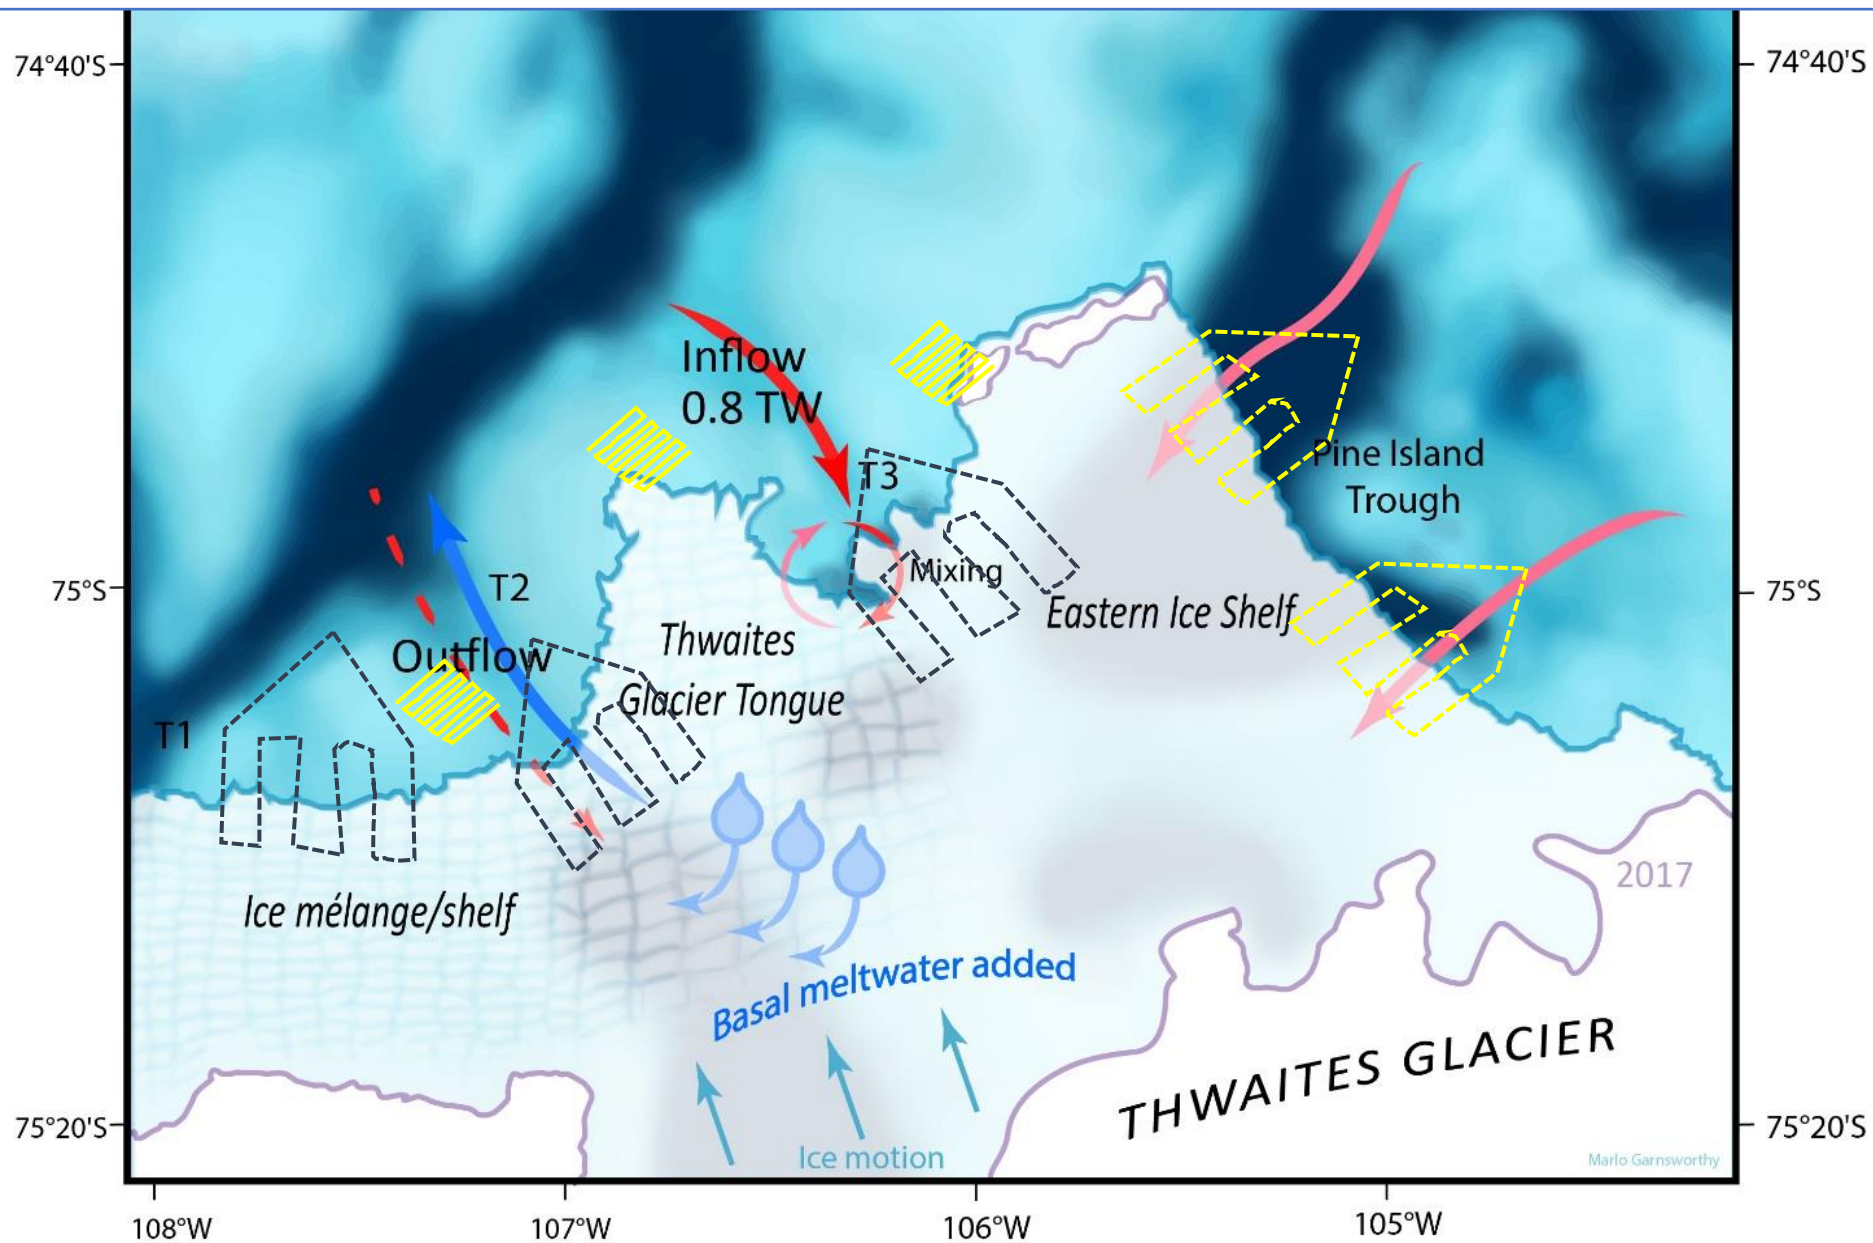 74°40'S
74°40'S
Inflow
0.8 TW
T3
Pine Island
Trough
75°S
T2
Mixing
75°S
Eastern Ice Shelf
Thwaites
Glacier Tongue
Outflow
T1
2017
Ice mélange/shelf
Basal meltwater added
THWAITES GLACIER
75°20'S
75°20'S
Ice motion
Marlo Garnsworthy
108°W
107°W
106°W
105°W